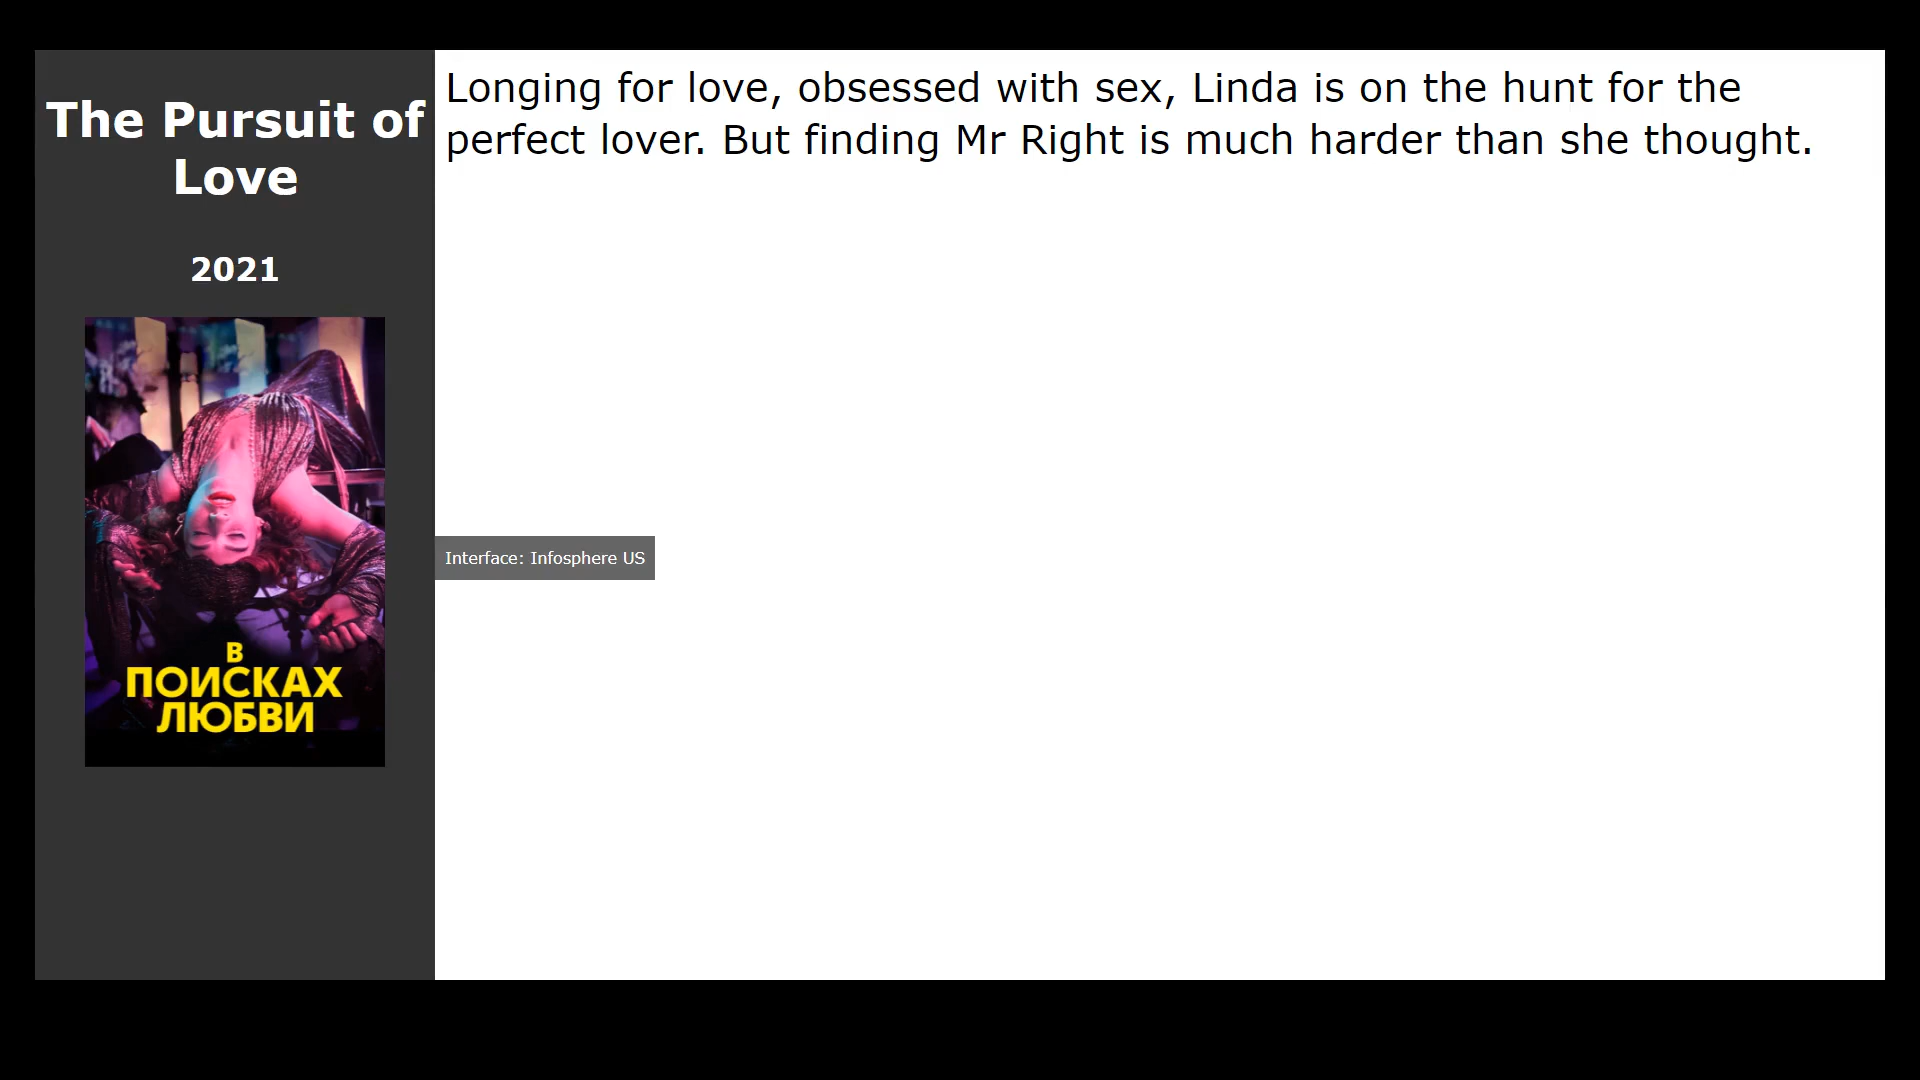 The Pursuit of
Love
2021
В
ПОИСКАХ
ЛЮБВИ
Longing for love, obsessed with sex, Linda is on the hunt for the
perfect lover. But finding Mr Right is much harder than she thought.
Interface: Infosphere US